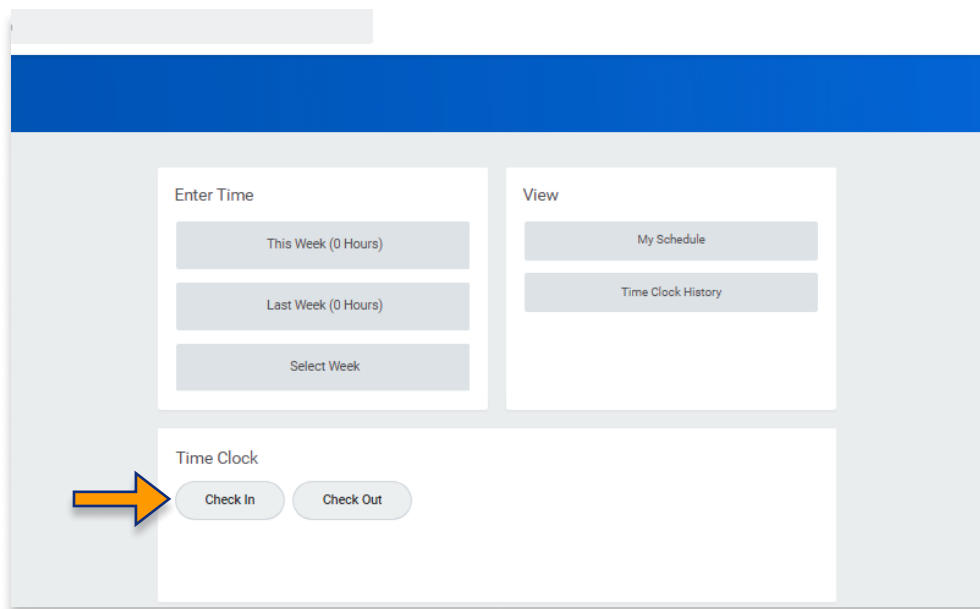 Enter Time
This Week (0 Hours)
Last Week (0 Hours)
Select Week
View
My Schedule
Time Clock History
Time Clock
Check In
Check Out